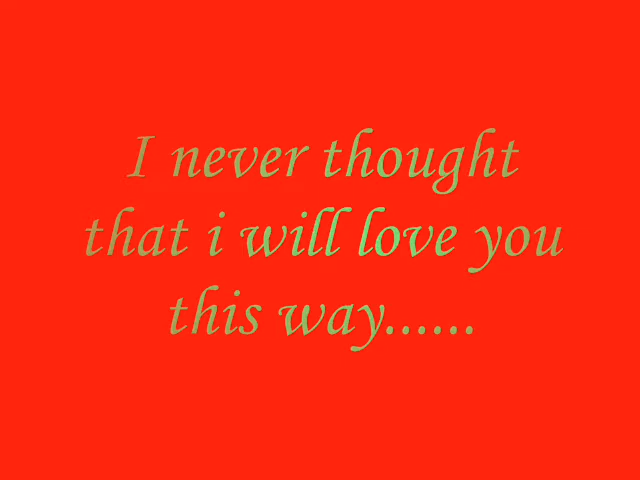 I never thought
that i will love you
this way......